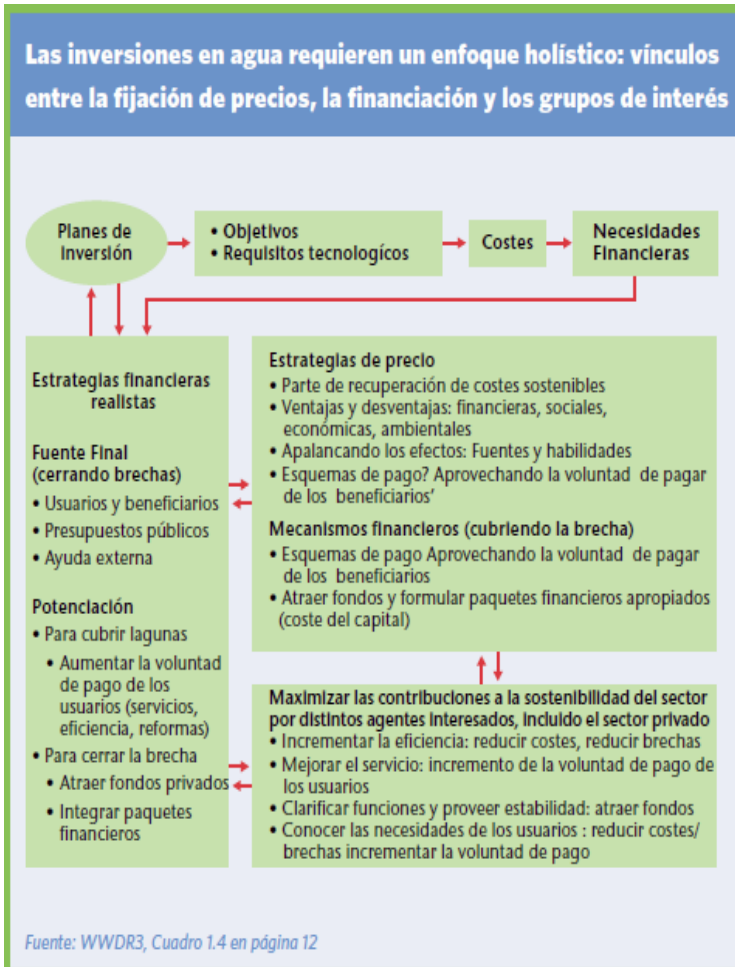 Las inversiones en agua requieren un enfoque holístico: vínculos
entre la fijación de precios, la financiación y los grupos de interés
Planes de
inversión
• Objetivos
• Requisitos tecnologícos
Costes
Necesidades
Financieras
Estrategias financieras
realistas
Fuente Final
(cerrando brechas)
• Usuarios y beneficiarios
• Presupuestos públicos
• Ayuda externa
Potenciación
• Para cubrir lagunas
• Aumentar la voluntad
de pago de los
usuarios (servicios,
eficiencia, reformas)
• Para cerrar la brecha
• Atraer fondos privados
• Integrar paquetes
financieros
Estrategias de precio
• Parte de recuperación de costes sostenibles
• Ventajas y desventajas: financieras, sociales,
económicas, ambientales
• Apalancando los efectos: Fuentes y habilidades
• Esquemas de pago? Aprovechando la voluntad de pagar
de los beneficiarios’
Mecanismos financieros (cubriendo la brecha)
• Esquemas de pago Aprovechando la voluntad de pagar
de los beneficiarios
• Atraer fondos y formular paquetes financieros apropiados
(coste del capital)
Maximizar las contribuciones a la sostenibilidad del sector
por distintos agentes interesados, incluido el sector privado
• Incrementar la eficiencia: reducir costes, reducir brechas
• Mejorar el servicio: incremento de la voluntad de pago de
los usuarios
• Clarificar funciones y proveer estabilidad: atraer fondos
• Conocer las necesidades de los usuarios : reducir costes/
brechas incrementar la voluntad de pago
Fuente: WWDR3, Cuadro 1.4 en página 12